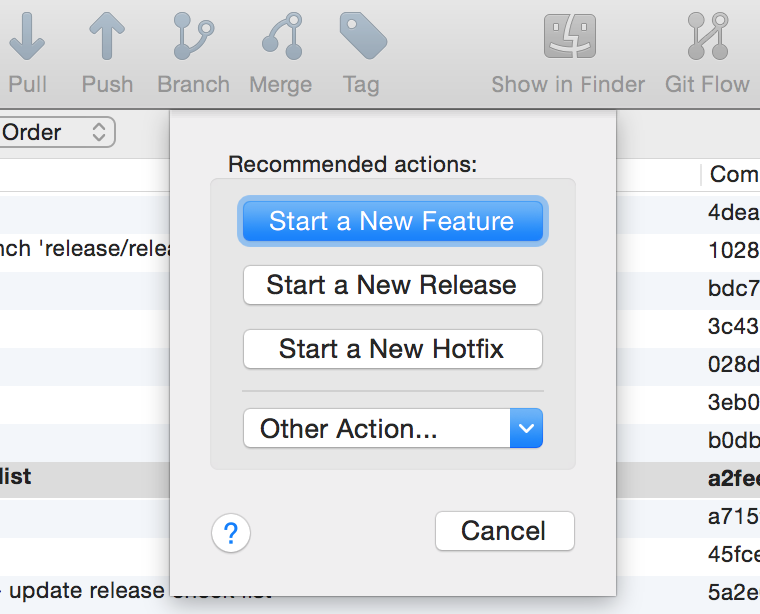 Pull Push Branch Merge Tag Show in Finder Git Flow
Order
Recommended actions:
Com
Start a New Feature
4dea
nch 'release/relea
1028
Start a New Release
bdc7
3c43
Start a New Hotfix
028d
3eb0
Other Action...
b0db
list
a2fee
a715
?
Cancel
45fce
- update release check list
5a2e